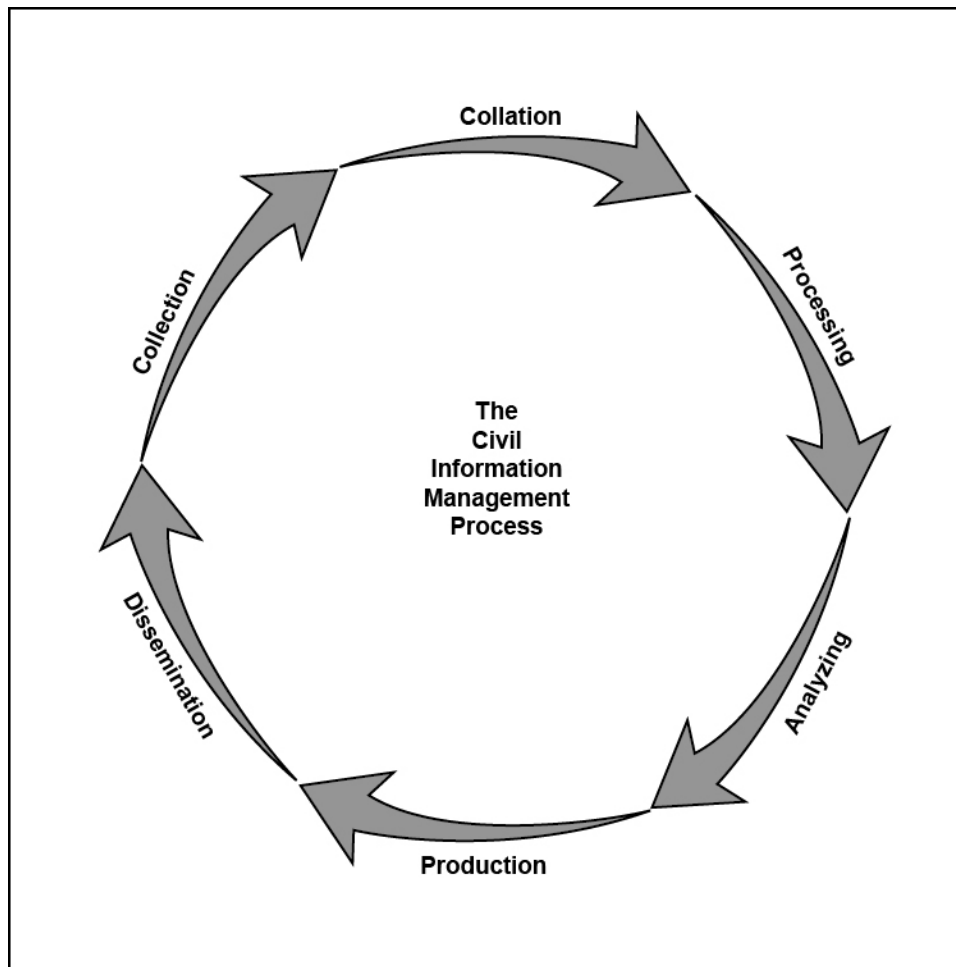 Collation
Processing
Collection
The
Civil
Information
Management
Process
Analyzing
Dissemination
Production